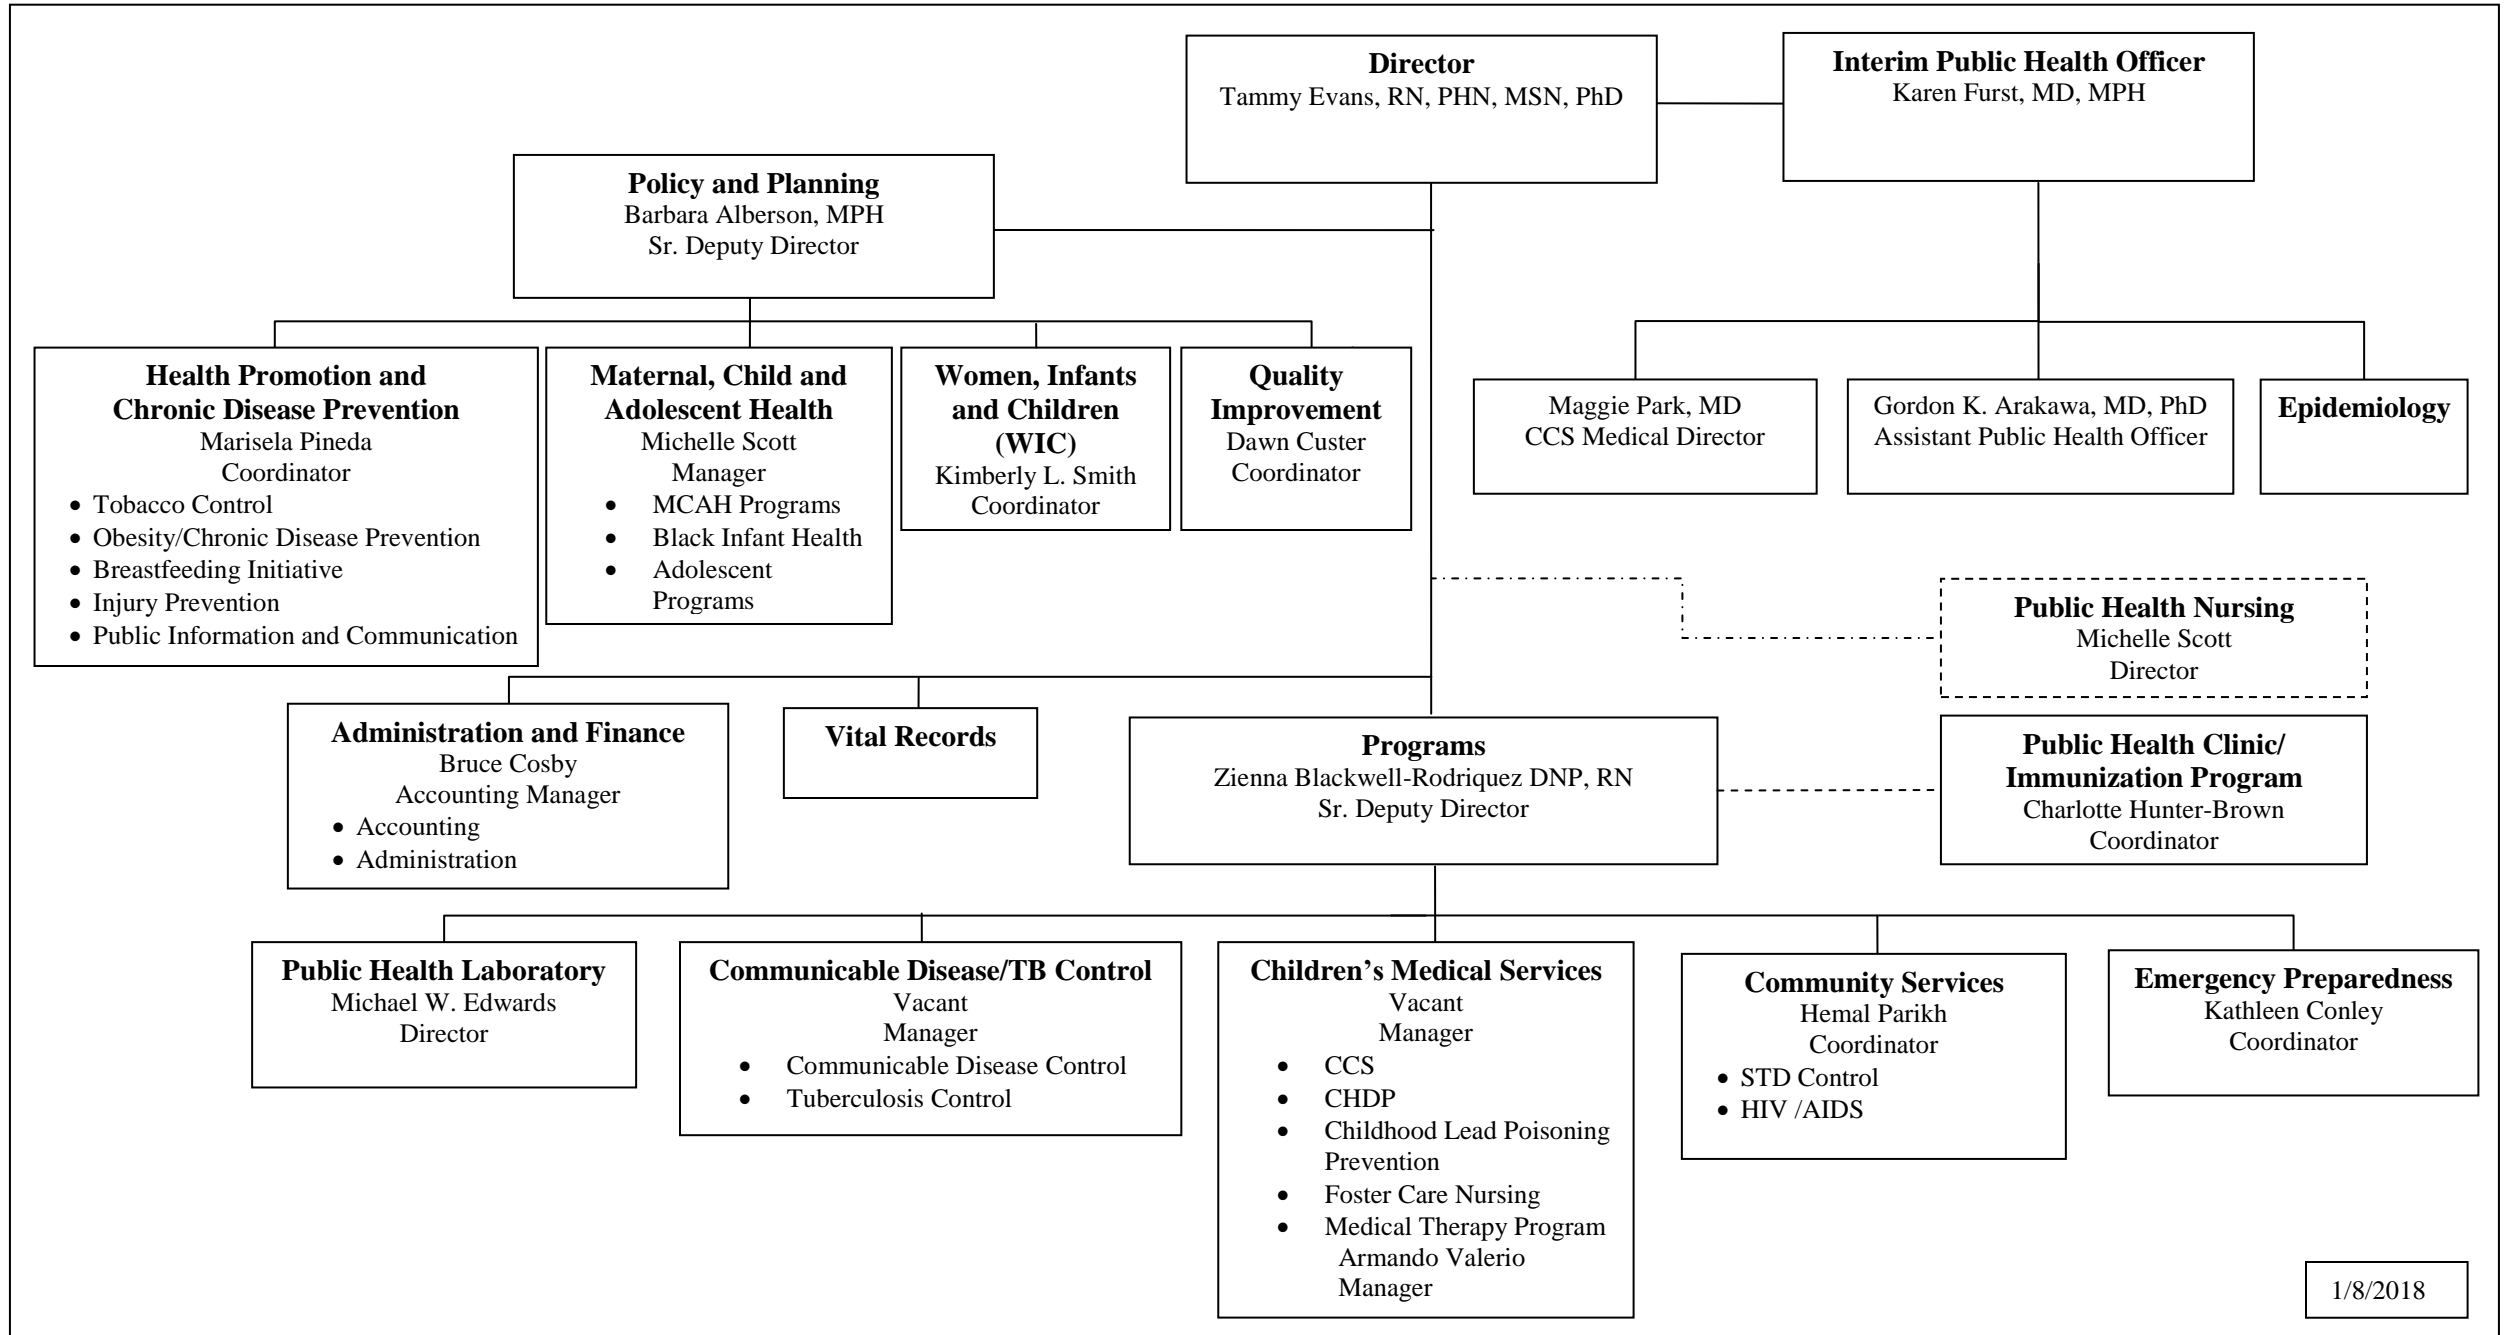 Director
Tammy Evans, RN, PHN, MSN, PhD
Interim Public Health Officer
Karen Furst, MD, MPH
Policy and Planning
Barbara Alberson, MPH
Sr. Deputy Director
Health Promotion and
Chronic Disease Prevention
Marisela Pineda
Coordinator
• Tobacco Control
• Obesity/Chronic Disease Prevention
• Breastfeeding Initiative
• Injury Prevention
• Public Information and Communication
Maternal, Child and
Adolescent Health
Michelle Scott
Manager
• MCAH Programs
• Black Infant Health
• Adolescent
Programs
Women, Infants
and Children
(WIC)
Kimberly L. Smith
Coordinator
Quality
Improvement
Dawn Custer
Coordinator
Maggie Park, MD
CCS Medical Director
Gordon K. Arakawa, MD, PhD
Assistant Public Health Officer
Epidemiology
Public Health Nursing
Michelle Scott
Director
Administration and Finance
Bruce Cosby
Accounting Manager
• Accounting
• Administration
Vital Records
Programs
Zienna Blackwell-Rodriquez DNP, RN
Sr. Deputy Director
Public Health Clinic/
Immunization Program
Charlotte Hunter-Brown
Coordinator
Public Health Laboratory
Michael W. Edwards
Director
Communicable Disease/TB Control
Vacant
Manager
• Communicable Disease Control
• Tuberculosis Control
Children’s Medical Services
Vacant
Manager
• CCS
• CHDP
• Childhood Lead Poisoning
Prevention
• Foster Care Nursing
• Medical Therapy Program
Armando Valerio
Manager
Community Services
Hemal Parikh
Coordinator
• STD Control
• HIV /AIDS
Emergency Preparedness
Kathleen Conley
Coordinator
1/8/2018